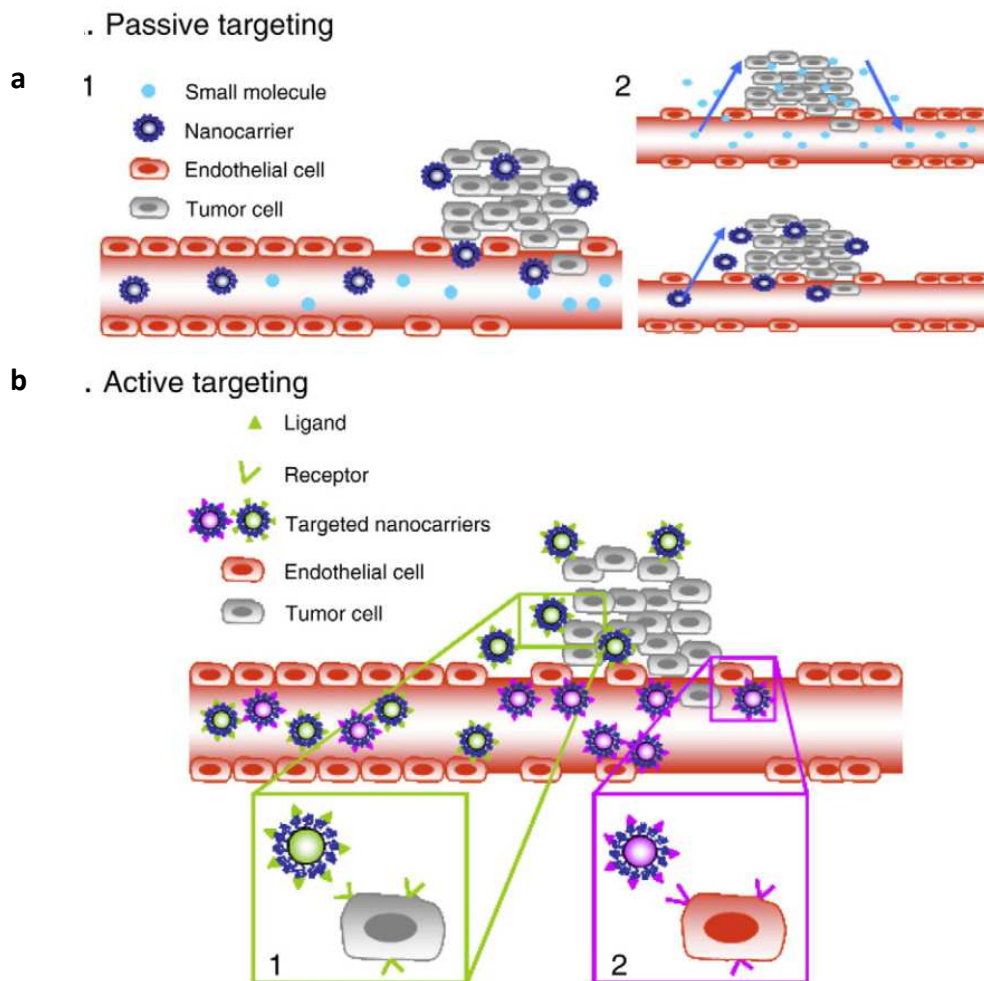 . Passive targeting
a
1
2
Small molecule
Nanocarrier
Endothelial cell
Tumor cell
b
. Active targeting
Ligand
Receptor
Targeted nanocarriers
Endothelial cell
Tumor cell
1
2